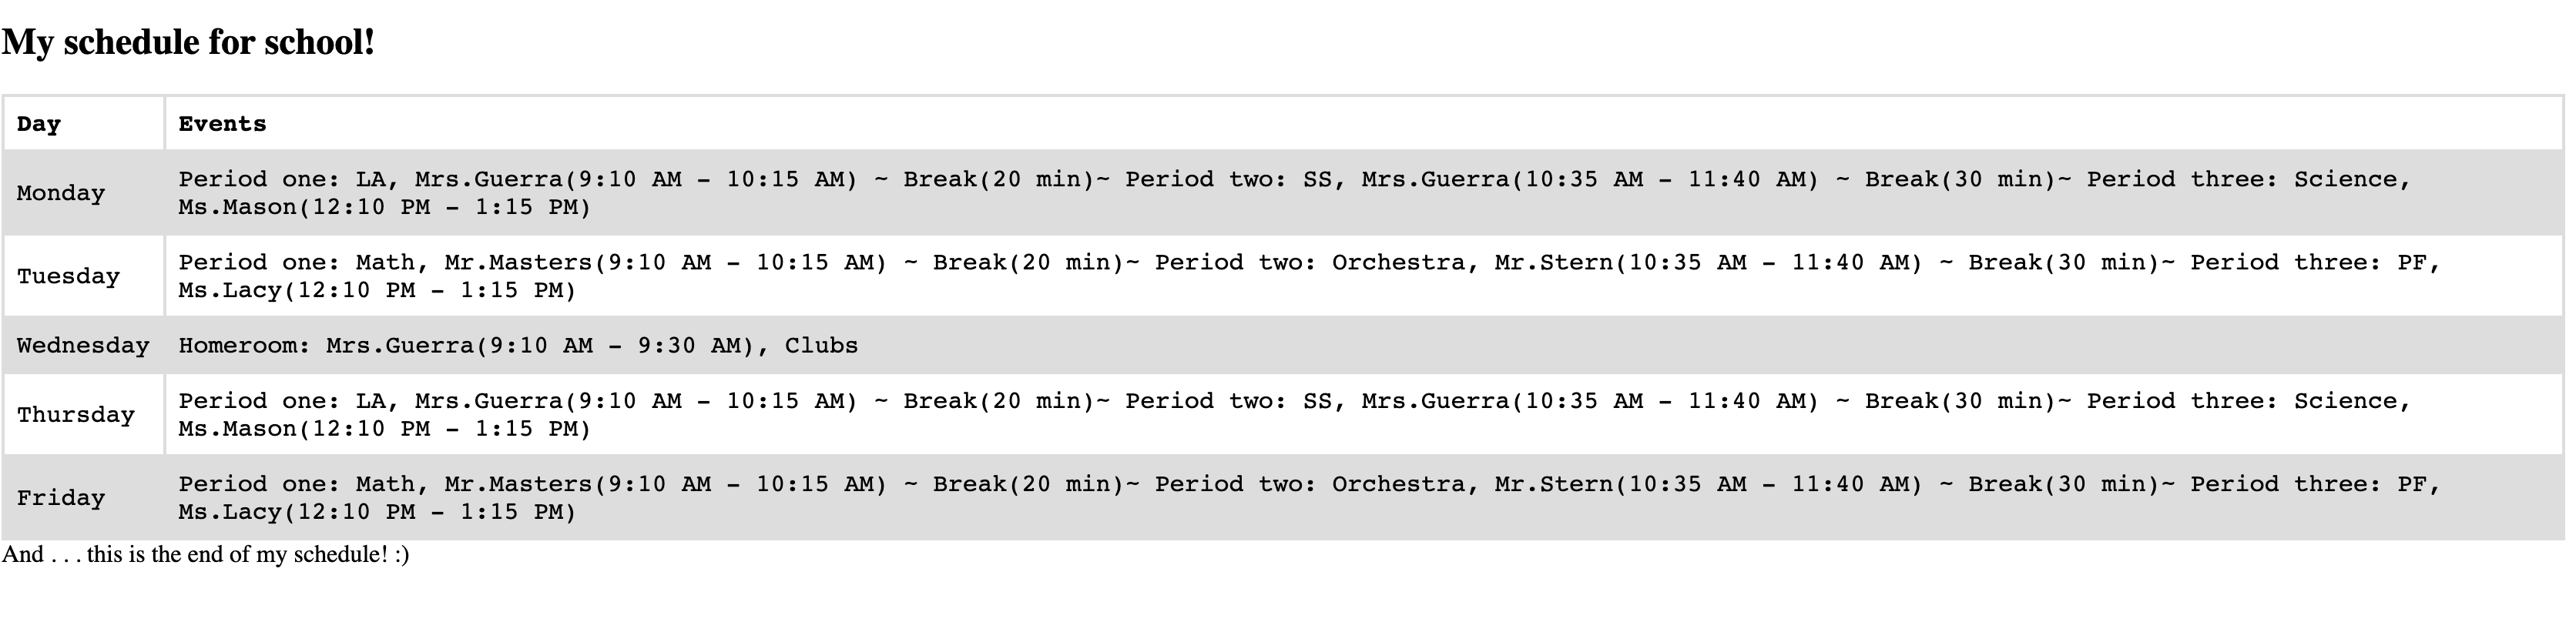 My schedule for school!
Day Events
Monday Period one: LA, Mrs.Guerra(9:10 AM - 10:15 AM) ~ Break(20 min)~ Period two: SS, Mrs.Guerra(10:35 AM - 11:40 AM) ~ Break(30 min)~ Period three: Science,
Ms.Mason(12:10 PM - 1:15 PM)
Tuesday Period one: Math, Mr.Masters(9:10 AM - 10:15 AM) ~ Break(20 min)~ Period two: Orchestra, Mr.Stern(10:35 AM - 11:40 AM) ~ Break(30 min)~ Period three: PF,
Ms.Lacy(12:10 PM - 1:15 PM)
Wednesday Homeroom: Mrs.Guerra(9:10 AM - 9:30 AM), Clubs
Thursday Period one: LA, Mrs.Guerra(9:10 AM - 10:15 AM) ~ Break(20 min)~ Period two: SS, Mrs.Guerra(10:35 AM - 11:40 AM) ~ Break(30 min)~ Period three: Science,
Ms.Mason(12:10 PM - 1:15 PM)
Friday Period one: Math, Mr.Masters(9:10 AM - 10:15 AM) ~ Break(20 min)~ Period two: Orchestra, Mr.Stern(10:35 AM - 11:40 AM) ~ Break(30 min)~ Period three: PF,
Ms.Lacy(12:10 PM - 1:15 PM)
And . . . this is the end of my schedule! :)